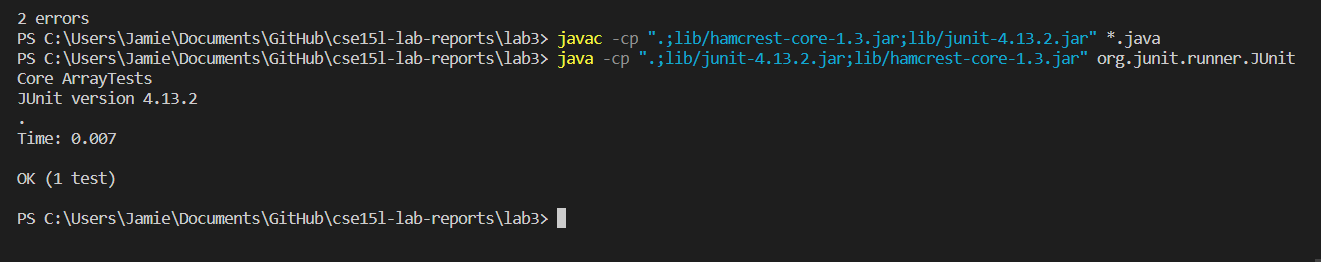 2 errors
PS C:\Users\Jamie\Documents\GitHub\cse15l-lab-reports\lab3> javac -cp ".;lib/hamcrest-core-1.3.jar;lib/junit-4.13.2.jar" *.java
PS C:\Users\Jamie\Documents\GitHub\cse15l-lab-reports\lab3> java -cp ".;lib/junit-4.13.2.jar;lib/hamcrest-core-1.3.jar" org.junit.runner.JUnit
Core ArrayTests
JUnit version 4.13.2
.
Time: 0.007
OK (1 test)
PS C:\Users\Jamie\Documents\GitHub\cse15l-lab-reports\lab3>